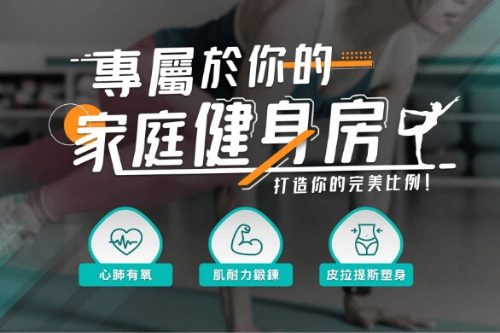 專屬於你的
家庭健身房
打造你的完美比例!
心肺有氧
肌耐力鍛鍊
皮拉提斯塑身